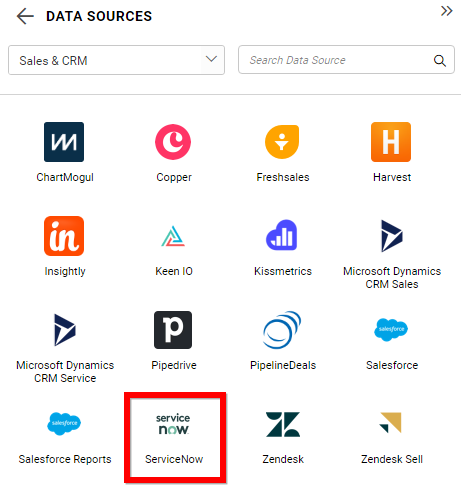 DATA SOURCES
Sales & CRM
Search Data Source
ChartMogul
Copper
Freshsales
H
Harvest
in
Insightly
Keen IO
Kissmetrics
Microsoft Dynamics
CRM Sales
Microsoft Dynamics
CRM Service
p
Pipedrive
PipelineDeals
salesforce
Salesforce
salesforce
Salesforce Reports
service
now
ServiceNow
Zendesk
Zendesk Sell